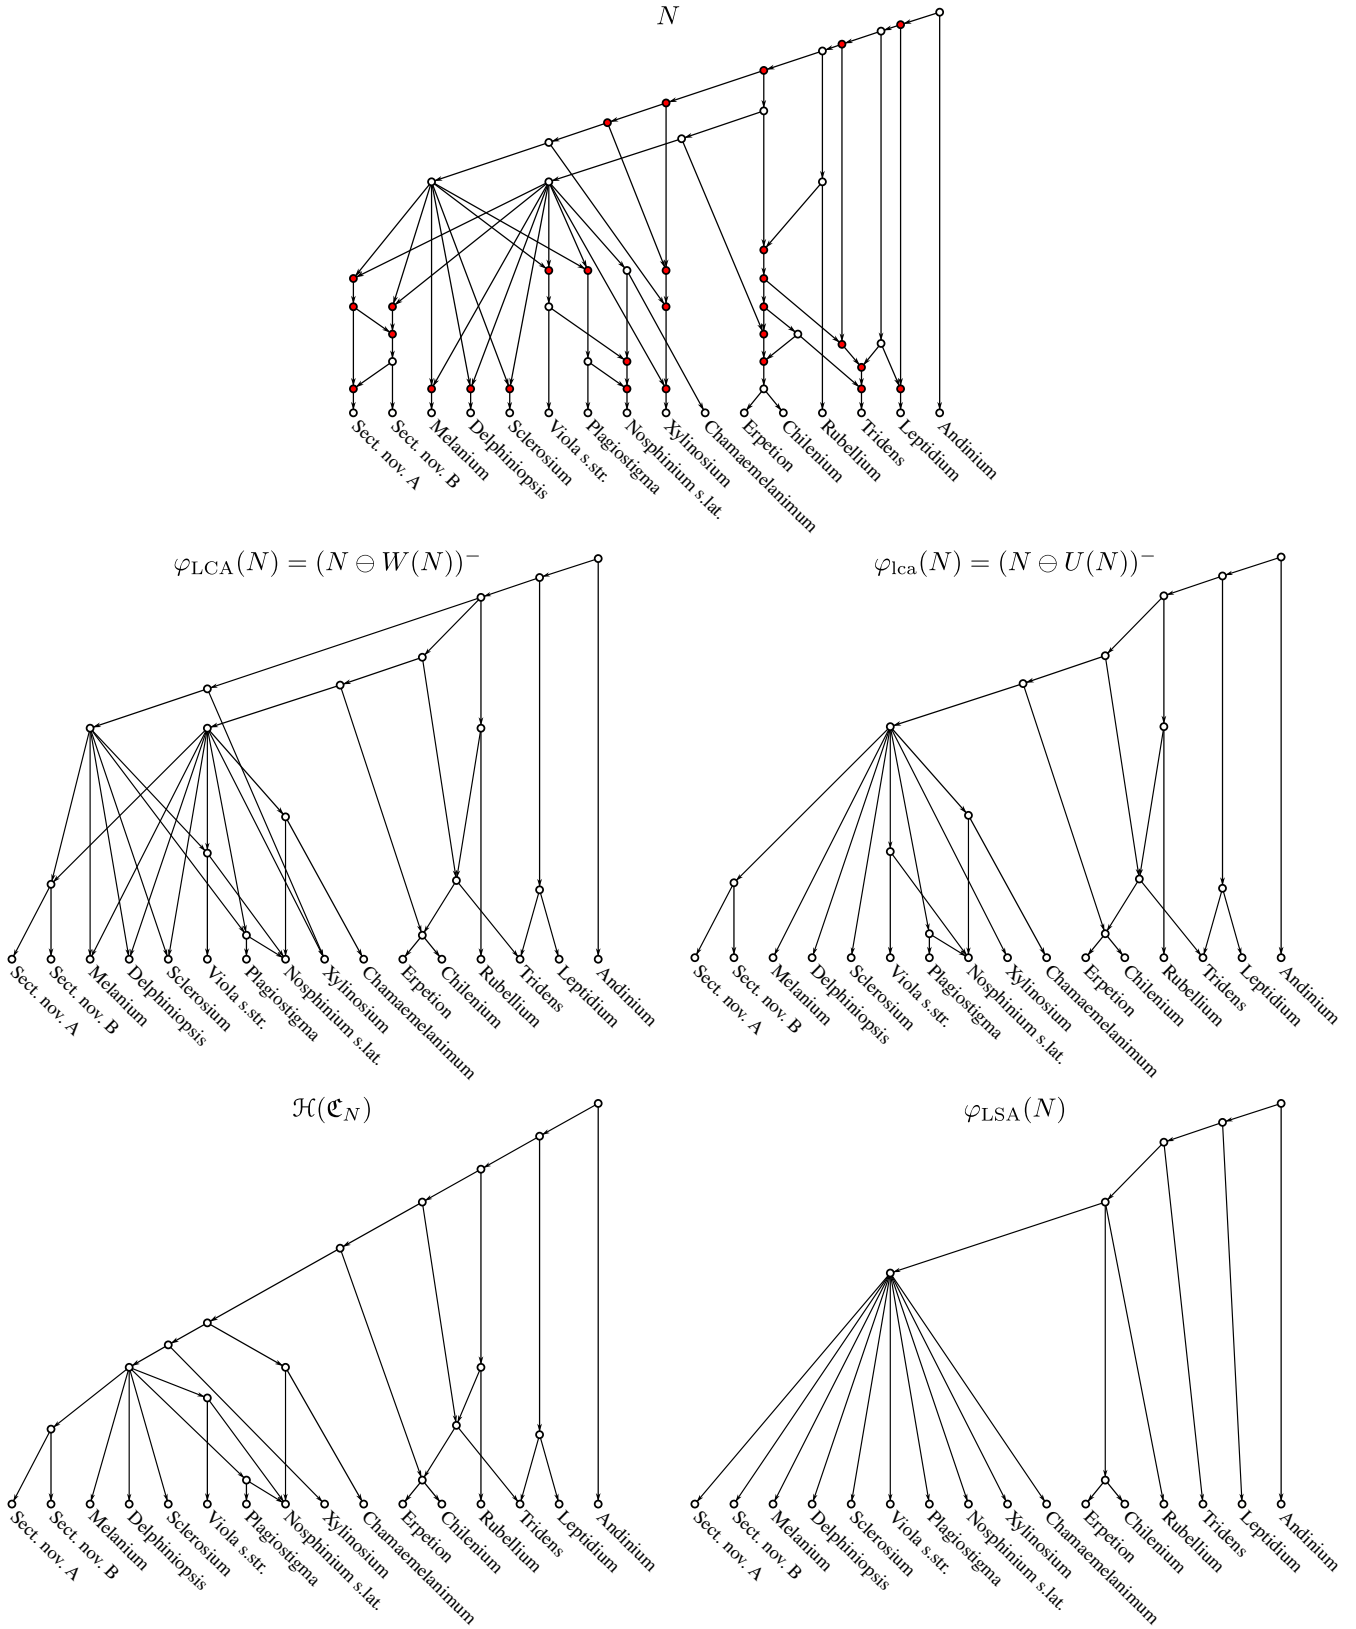 N
Sect. nov. A
Sect. nov. B
Melanium
Delphiniopsis
Sclerosium
Viola s.str.
Plagiostigma
Nosphinium s.lat.
Xylinosium
Chamaemelanimum
Erpetion
Chilenium
Rubellium
Tridens
Leptidium
Andinium
φLCA(N) = (N ⊖ W(N))⁻
Sect. nov. A
Sect. nov. B
Melanium
Delphiniopsis
Sclerosium
Viola s.str.
Plagiostigma
Nosphinium s.lat.
Xylinosium
Chamaemelanimum
Erpetion
Chilenium
Rubellium
Tridens
Leptidium
Andinium
φlca(N) = (N ⊖ U(N))⁻
Sect. nov. A
Sect. nov. B
Melanium
Delphiniopsis
Sclerosium
Viola s.str.
Plagiostigma
Nosphinium s.lat.
Xylinosium
Chamaemelanimum
Erpetion
Chilenium
Rubellium
Tridens
Leptidium
Andinium
ℋ(ℭN)
Sect. nov. A
Sect. nov. B
Melanium
Delphiniopsis
Sclerosium
Viola s.str.
Plagiostigma
Nosphinium s.lat.
Xylinosium
Chamaemelanimum
Erpetion
Chilenium
Rubellium
Tridens
Leptidium
Andinium
φLSA(N)
Sect. nov. A
Sect. nov. B
Melanium
Delphiniopsis
Sclerosium
Viola s.str.
Plagiostigma
Nosphinium s.lat.
Xylinosium
Chamaemelanimum
Erpetion
Chilenium
Rubellium
Tridens
Leptidium
Andinium